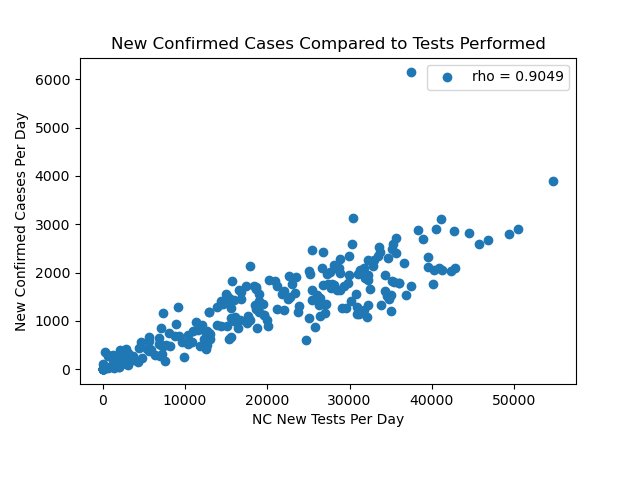 New Confirmed Cases Compared to Tests Performed
rho = 0.9049
New Confirmed Caeses Per Day
6000
5000
4000
3000
2000
1000
0
0 10000 20000 30000 40000 50000
NC New Tests Per Day